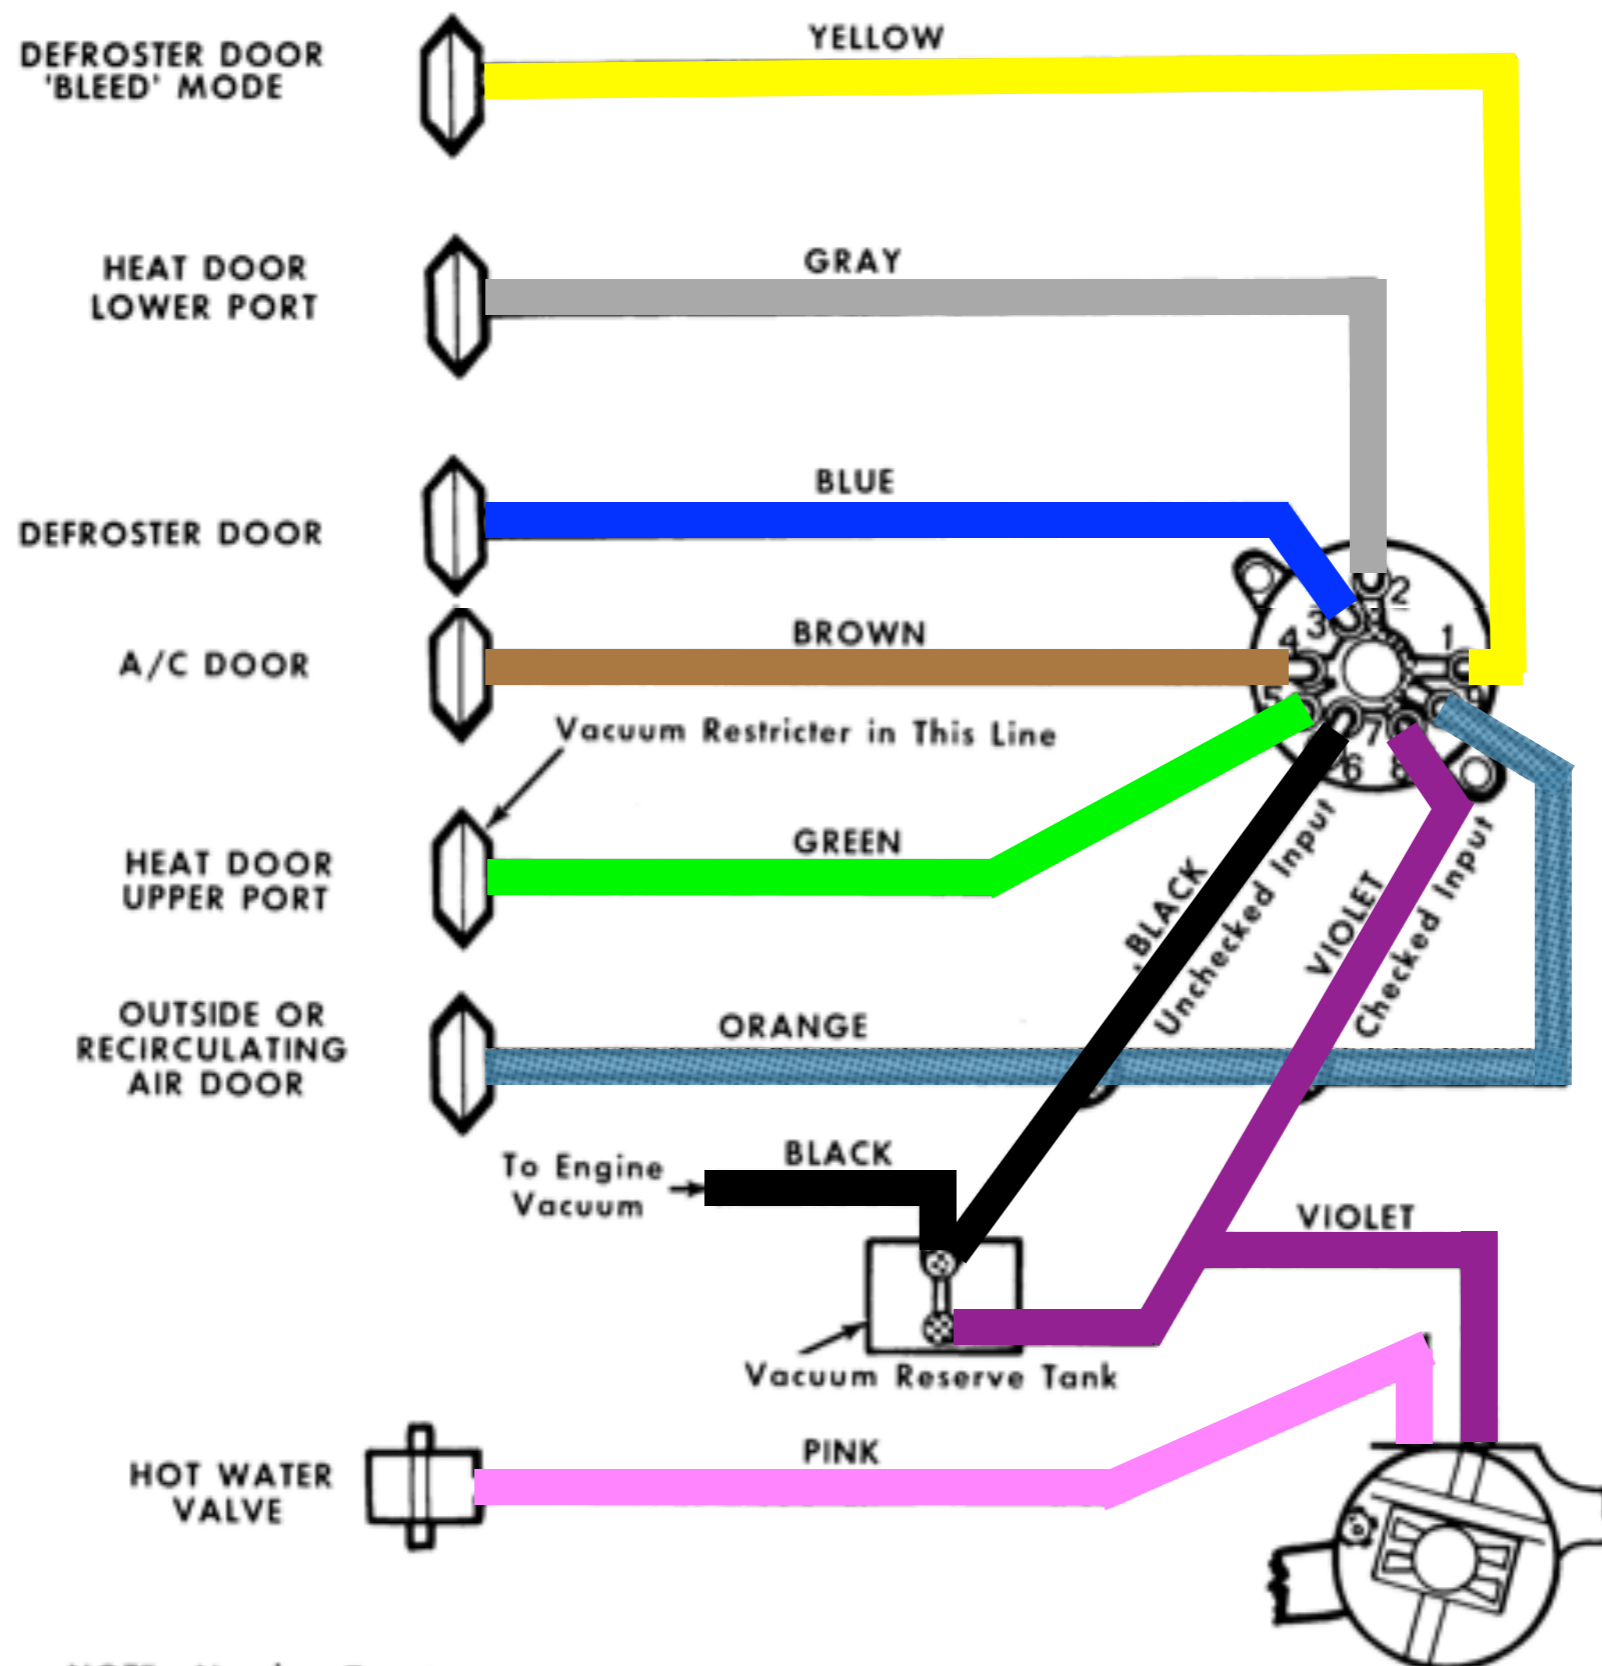 YELLOW
DEFROSTER DOOR
'BLEED' MODE
GRAY
HEAT DOOR
LOWER PORT
BLUE
DEFROSTER DOOR
2
3
BROWN
4
1
A/C DOOR
5
9
Vacuum Restricter in This Line
7
6
8
GREEN
HEAT DOOR
UPPER PORT
BLACK
Unchecked Input
VIOLET
Checked Input
OUTSIDE OR
RECIRCULATING
AIR DOOR
ORANGE
To Engine
Vacuum
BLACK
VIOLET
Vacuum Reserve Tank
PINK
HOT WATER
VALVE